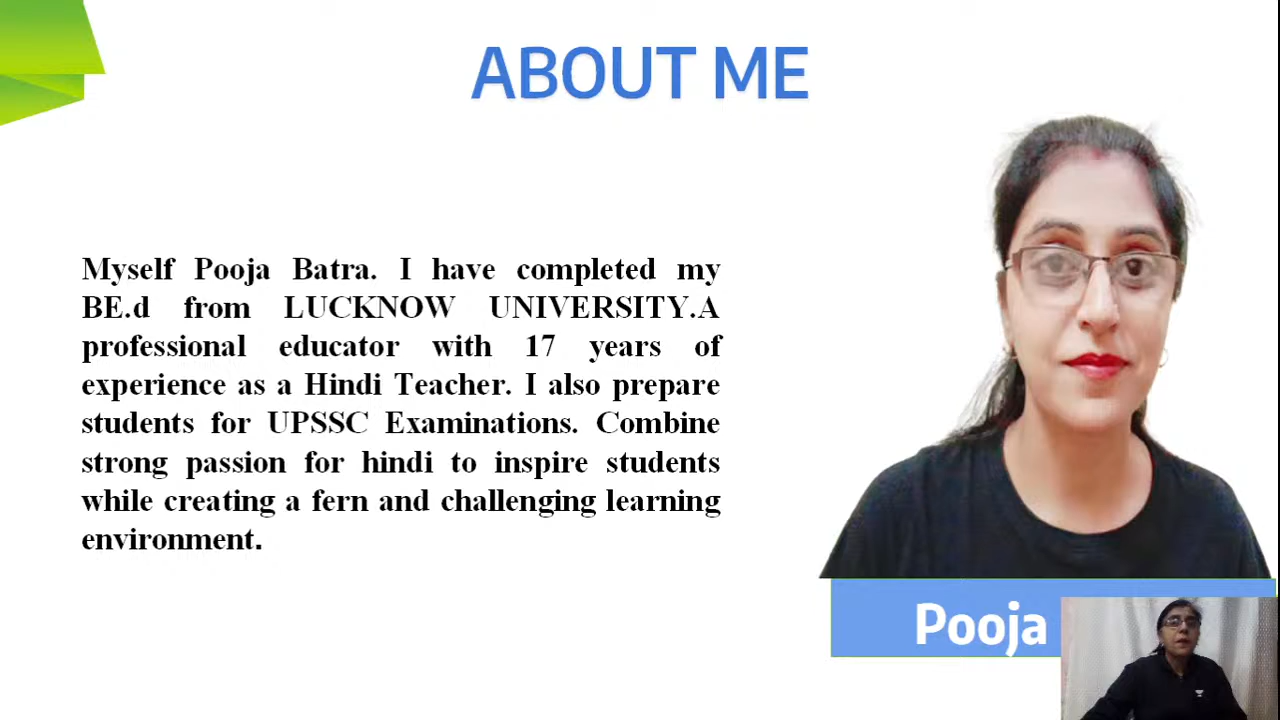 ABOUT ME
Myself Pooja Batra. I have completed my
BE.d from LUCKNOW UNIVERSITY.A
professional educator with 17 years of
experience as a Hindi Teacher. I also prepare
students for UPSSC Examinations. Combine
strong passion for hindi to inspire students
while creating a fern and challenging learning
environment.
Pooja